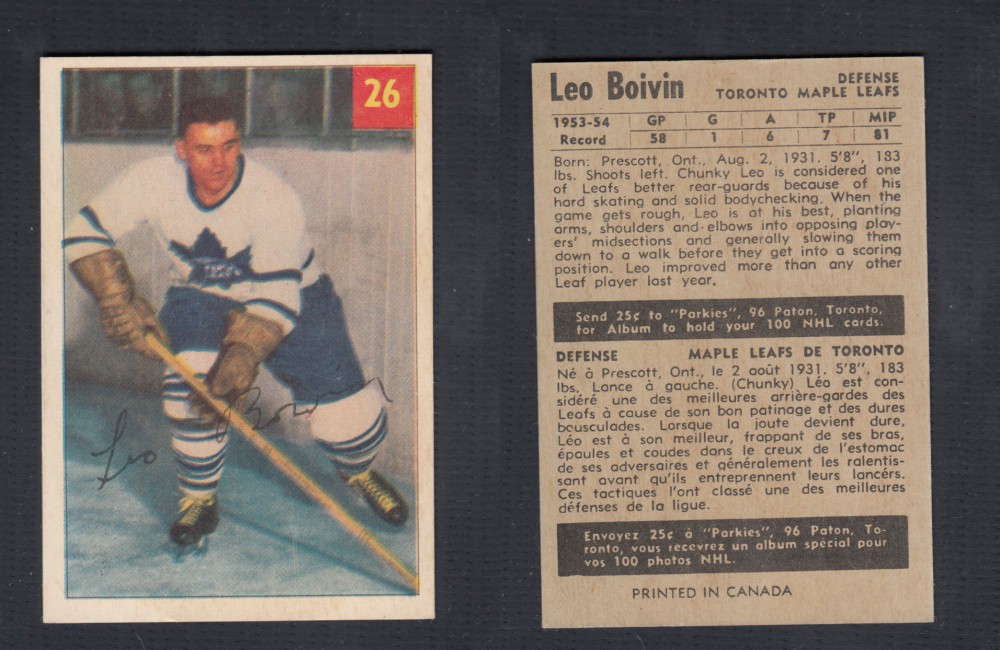 26
Leo Boivin
Leo Boivin
DEFENSE
TORONTO MAPLE LEAFS
1953-54 GP G A TP MIP
Record 58 1 6 7 81
Born: Prescott, Ont., Aug. 2, 1931. 5'8", 183
lbs. Shoots left. Chunky Leo is considered one
of Leafs better rear-guards because of his
hard skating and solid bodychecking. When the
game gets rough, Leo is at his best, planting
arms, shoulders and elbows into opposing play-
ers' midsections and generally slowing them
down to a walk before they get into a scoring
position. Leo improved more than any other
Leaf player last year.
Send 25¢ to "Parkies", 96 Paton, Toronto,
for Album to hold your 100 NHL cards.
DEFENSE MAPLE LEAFS DE TORONTO
Né à Prescott, Ont., le 2 août 1931. 5'8", 183
lbs. Lance à gauche. (Chunky) Léo est con-
sidéré une des meilleures arrière-gardes des
Leafs à cause de son bon patinage et des dures
bousculades. Lorsque la joute devient dure,
Léo est à son meilleur, frappant de ses bras,
épaules et coudes dans le creux de l'estomac
de ses adversaires et généralement les ralentis-
sant avant qu'ils entreprennent leurs lancérs.
Ces tactiques l'ont classé une des meilleures
défenses de la ligue.
Envoyez 25¢ à "Parkies", 96 Paton, To-
ronto, vous recevrez un album spécial pour
vos 100 photos NHL.
PRINTED IN CANADA